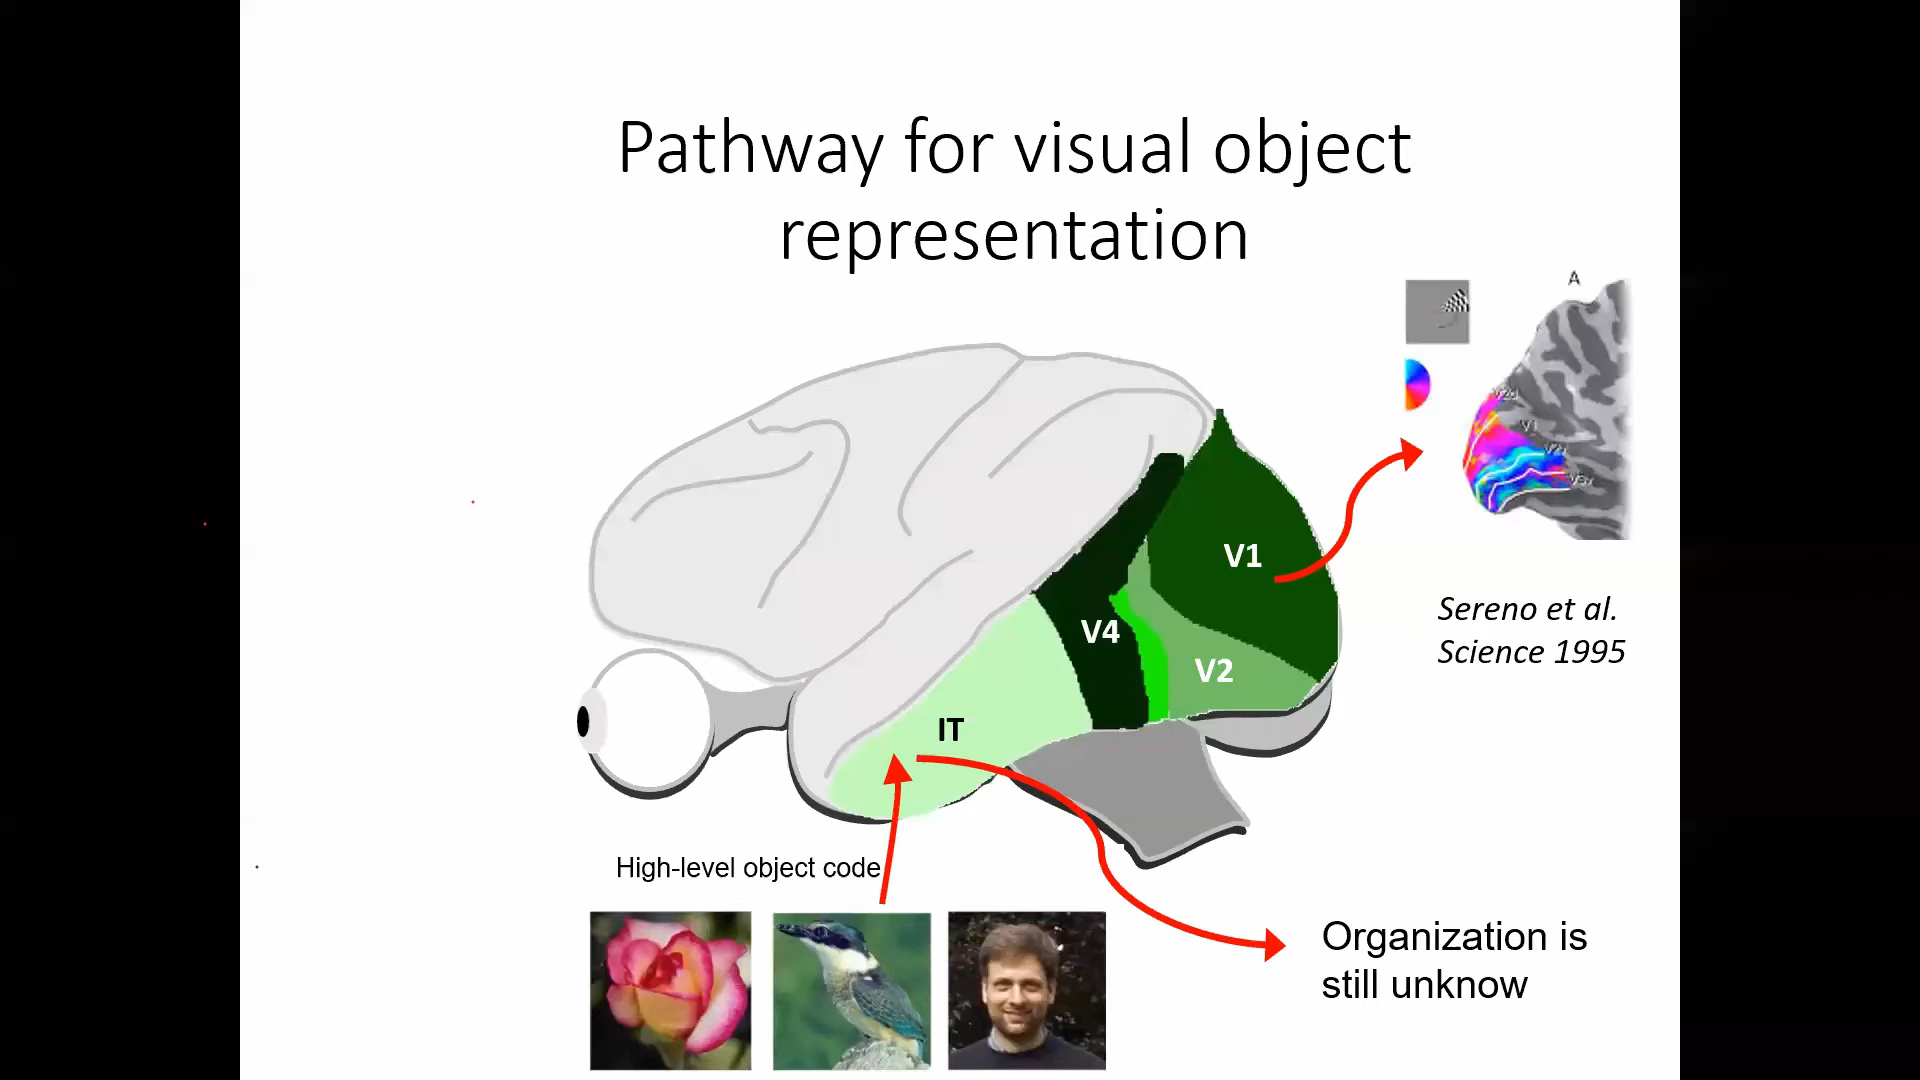 Pathway for visual object
representation
A
V1
V1
V4
V2
IT
Sereno et al.
Science 1995
High-level object code
Organization is
still unknow